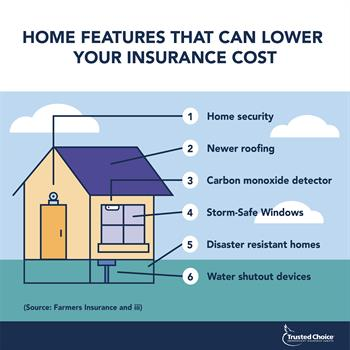 HOME FEATURES THAT CAN LOWER
YOUR INSURANCE COST
1 Home security
2 Newer roofing
3 Carbon monoxide detector
4 Storm-Safe Windows
5 Disaster resistant homes
6 Water shutout devices
(Source: Farmers Insurance and iii)
Trusted Choice